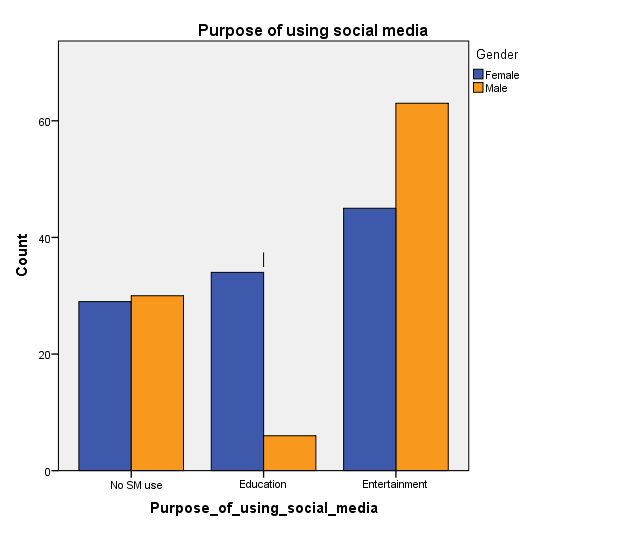 Purpose of using social media
Gender
Female
Male
60
40
20
0
Count
No SM use
Education
Entertainment
Purpose_of_using_social_media